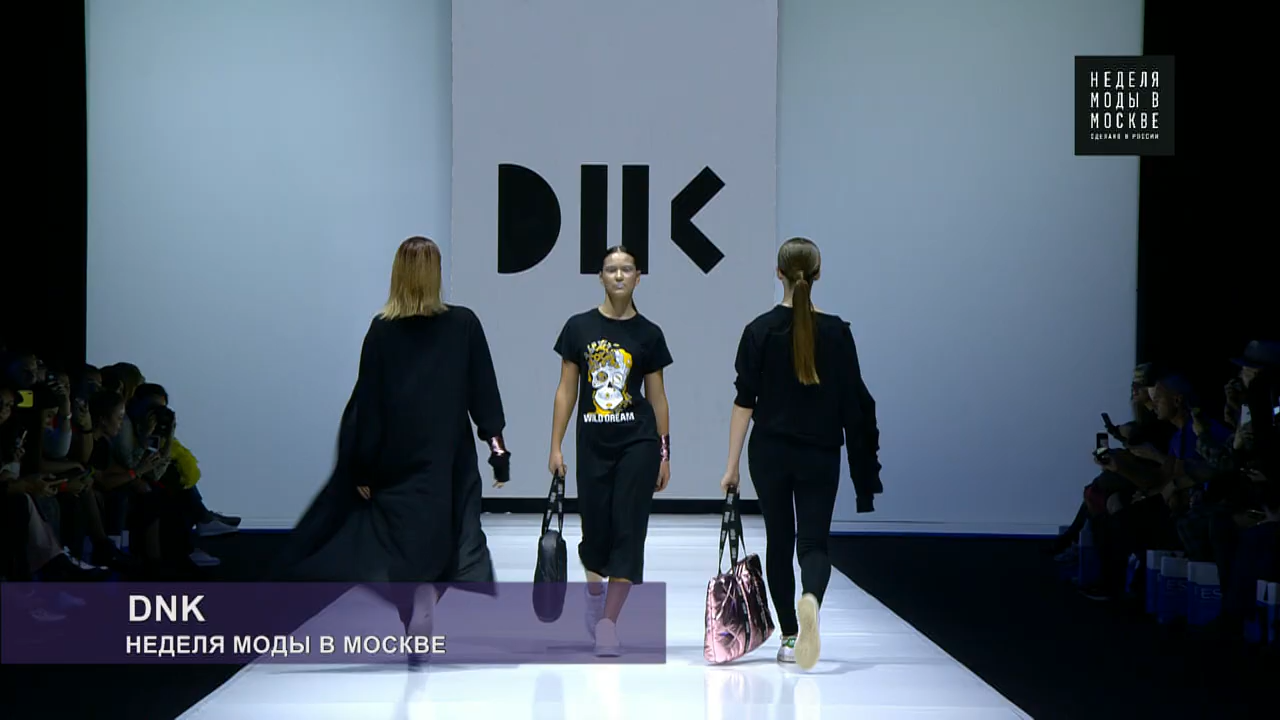 НЕДЕЛЯ
МОДЫ В
МОСКВЕ
СДЕЛАНО В РОССИИ
DNK
WILD DREAM
DNK
НЕДЕЛЯ МОДЫ В МОСКВЕ